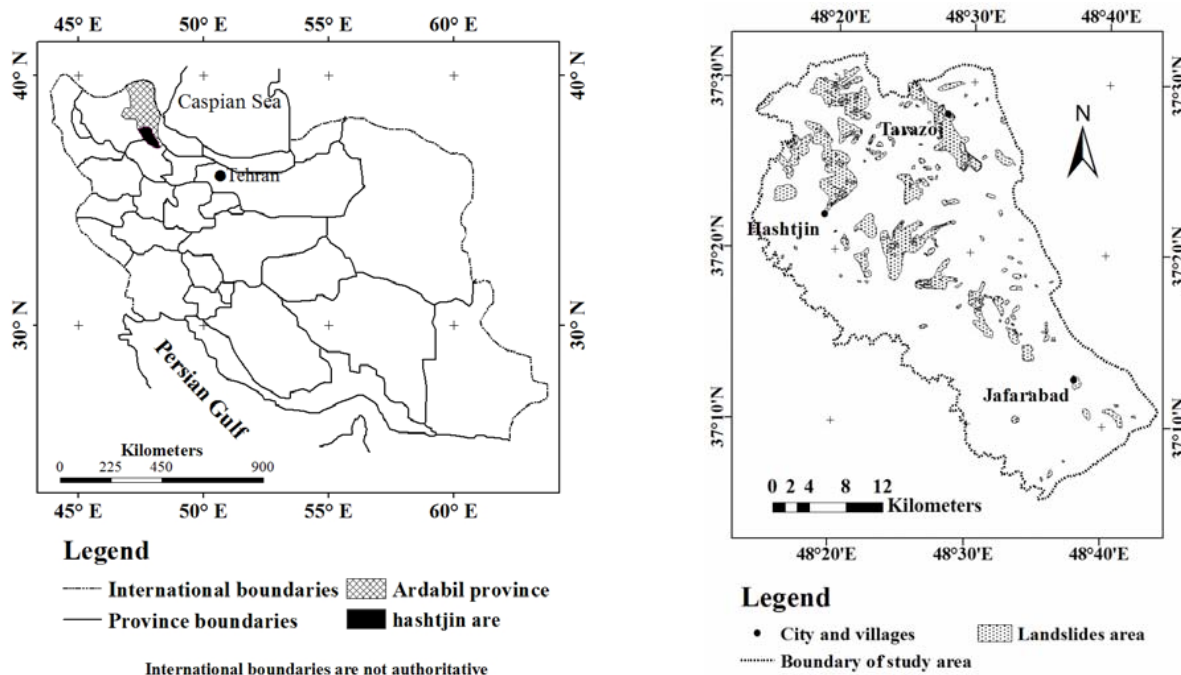 45° E 50° E 55° E 60° E
40° N
40° N
Caspian Sea
Tehran
30° N
30° N
Persian Gulf
Kilometers
0 225 450 900
45° E 50° E 55° E 60° E
Legend
International boundaries
Ardabil province
Province boundaries
hashtjin are
International boundaries are not authoritative
48°20'E 48°30'E 48°40'E
37°30'N
37°30'N
N
Tarazoj
Hashtjin
37°20'N
37°20'N
Jafarabad
37°10'N
37°10'N
0 2 4 8 12
Kilometers
48°20'E 48°30'E 48°40'E
Legend
City and villages
Landslides area
Boundary of study area